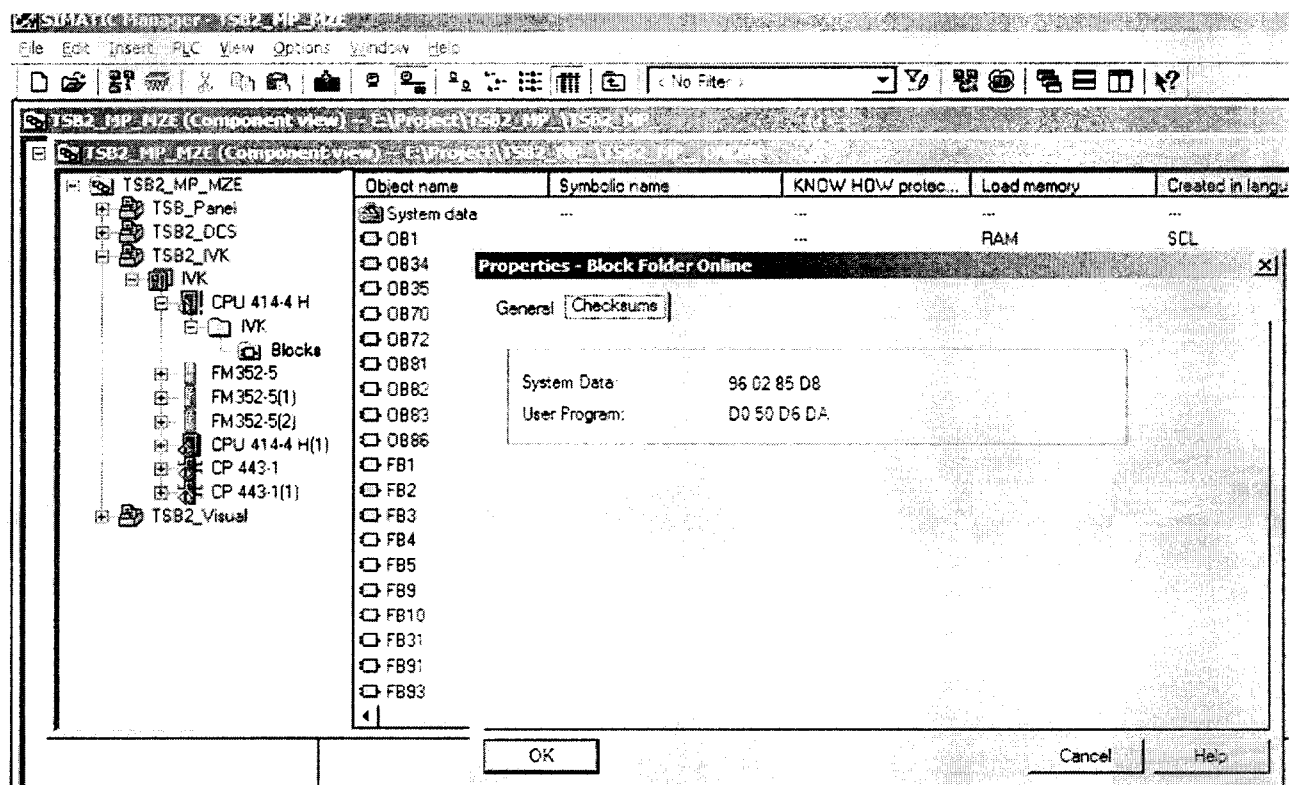 SIMATIC Manager - TSB2_MP_MZE
File Edit Insert PLC View Options Window Help
< No Filter >
TSB2_MP_MZE (Component view) -- E:\Project\TSB2_MP_\TSB2_MP_
TSB2_MP_MZE (Component view) -- E:\Project\TSB2_MP_
TSB2_MP_MZE
TSB_Panel
TSB2_DCS
TSB2_IVK
IVK
CPU 414-4 H
IVK
Blocks
FM352-5
FM352-5(1)
FM352-5(2)
CPU 414-4 H(1)
CP 443-1
CP 443-1(1)
TSB2_Visual
Object name Symbolic name KNOW HOW protec... Load memory Created in langu
System data --- --- --- ---
OB1 --- RAM SCL
OB34
OB35
OB70
OB72
OB81
OB82
OB83
OB86
FB1
FB2
FB3
FB4
FB5
FB9
FB10
FB31
FB91
FB93
Properties - Block Folder Online
General Checksums
System Data: 96 02 85 D8
User Program: D0 50 D6 DA
OK Cancel Help